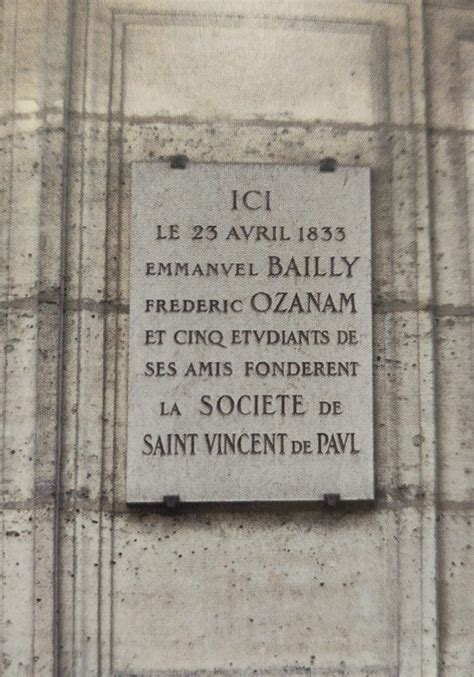 ICI
LE 23 AVRIL 1833
EMMANVEL BAILLY
FREDERIC OZANAM
ET CINQ ETVDIANTS DE
SES AMIS FONDERENT
LA SOCIETE DE
SAINT VINCENT DE PAVL